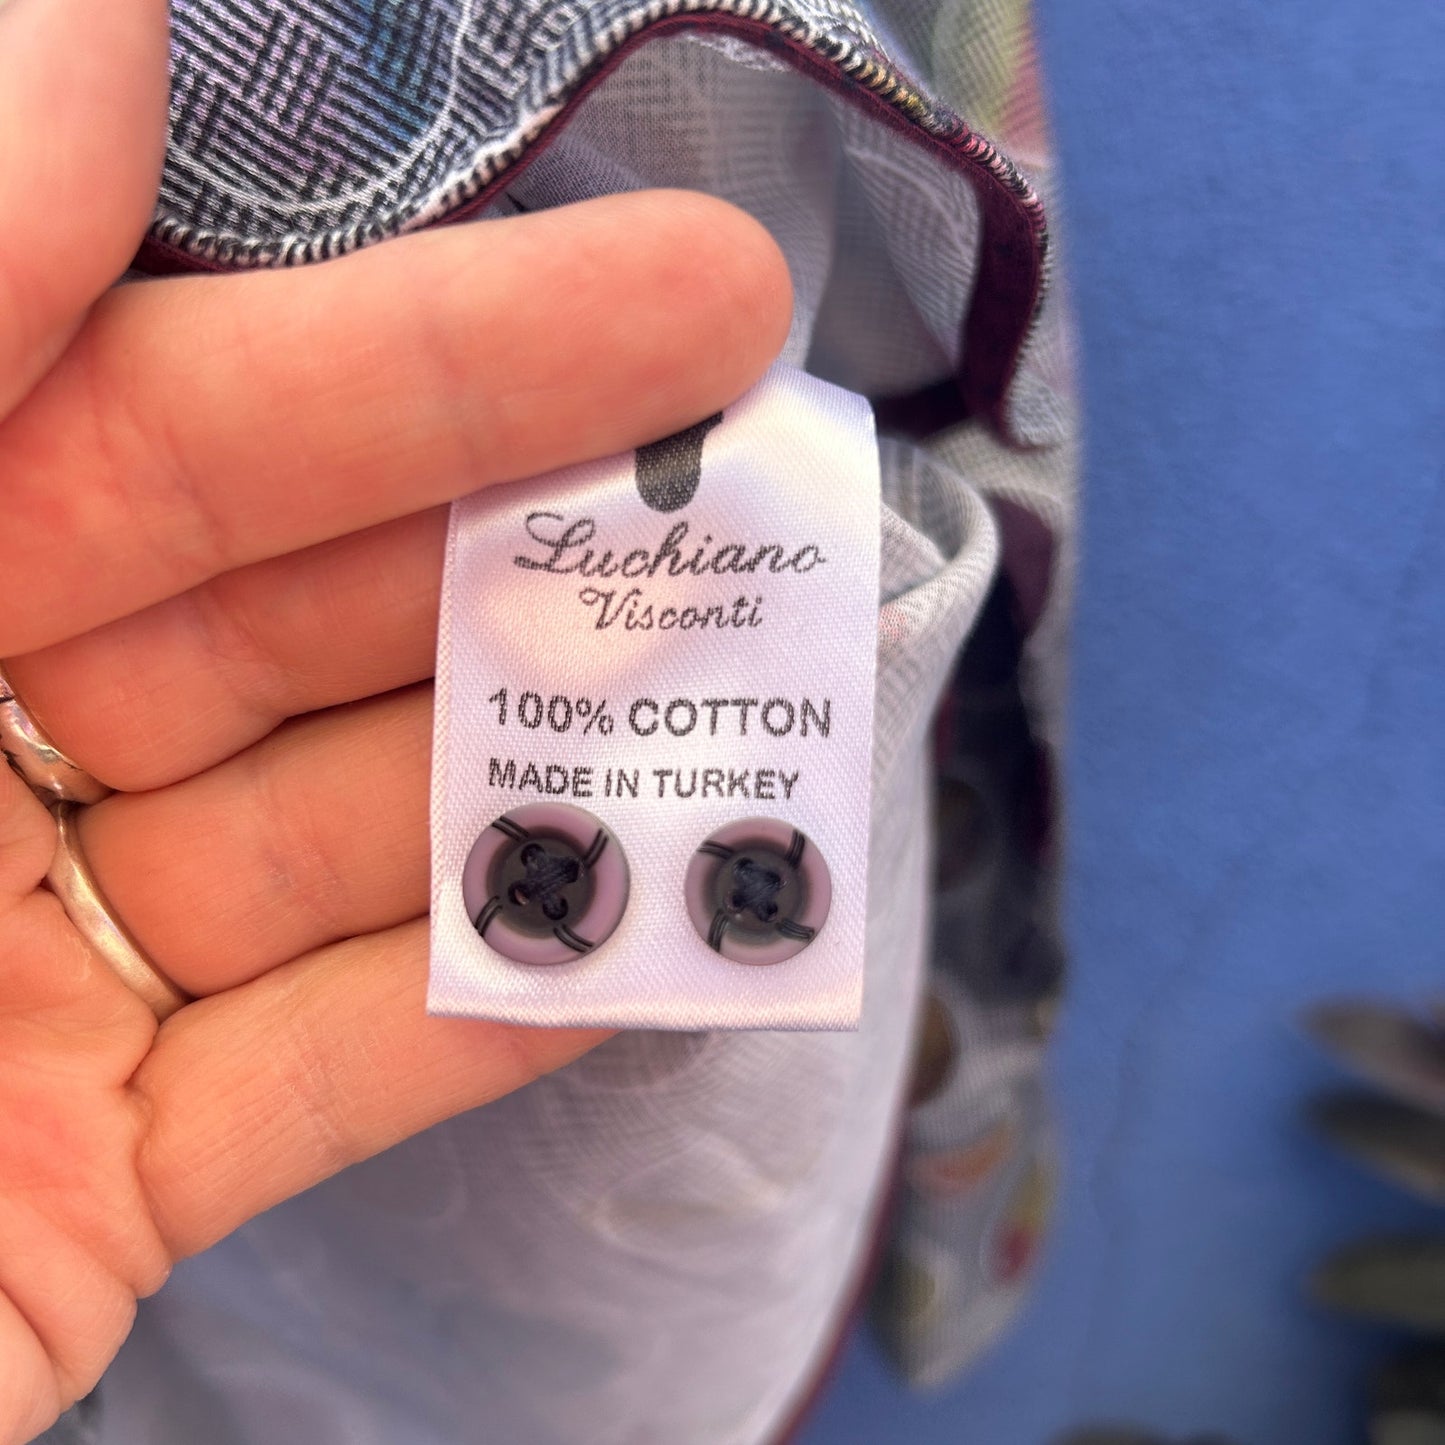 Luchiano
Visconti
100% COTTON
MADE IN TURKEY